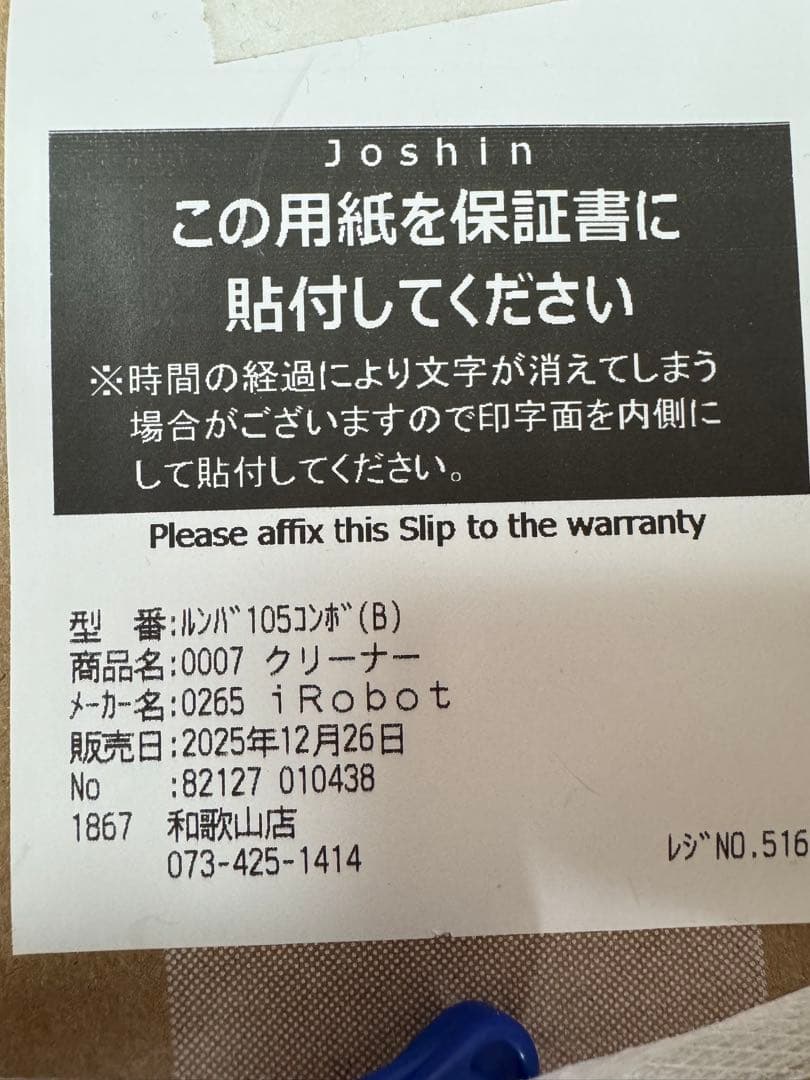 Joshin
この用紙を保証書に
貼付してください
※時間の経過により文字が消えてしまう
場合がございますので印字面を内側に
して貼付してください。
Please affix this Slip to the warranty
型　番:ﾙﾝﾊﾞ105ｺﾝﾎﾞ(B)
商品名:0007 クリーナー
ﾒｰｶｰ名:0265 ｉＲｏｂｏｔ
販売日:2025年12月26日
No　　:82127 010438
1867　和歌山店
073-425-1414
ﾚｼﾞNO.516